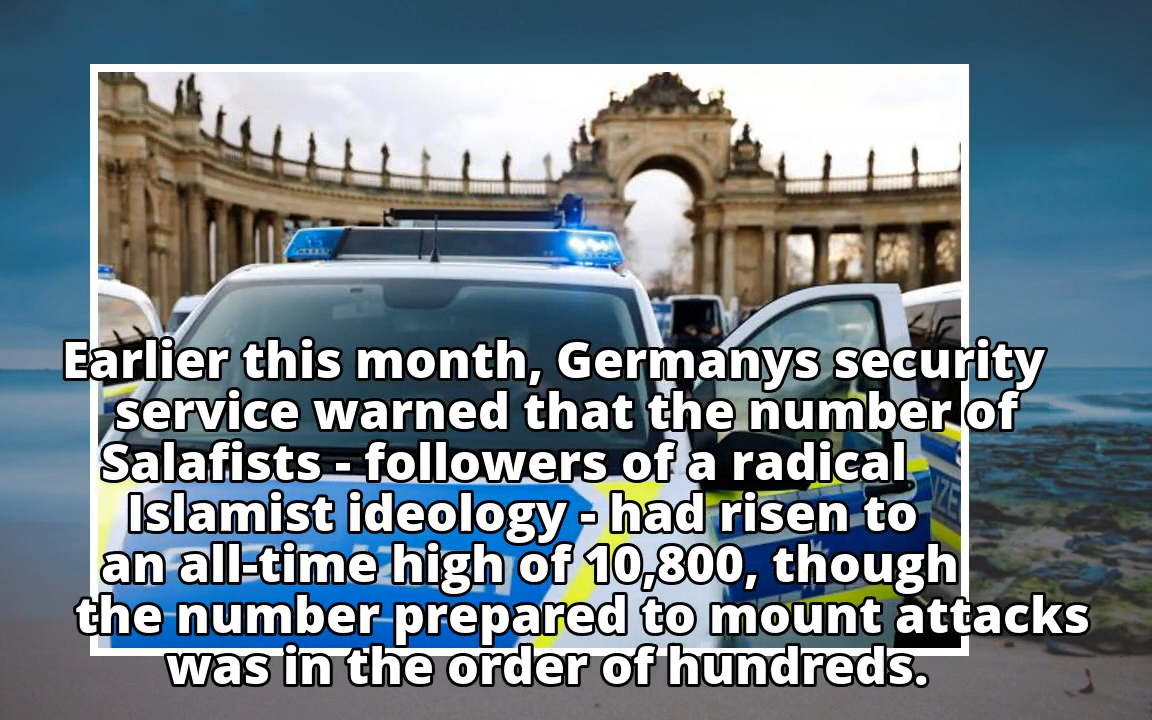 Earlier this month, Germanys security
service warned that the number of
Salafists - followers of a radical
Islamist ideology - had risen to
an all-time high of 10,800, though
the number prepared to mount attacks
was in the order of hundreds.